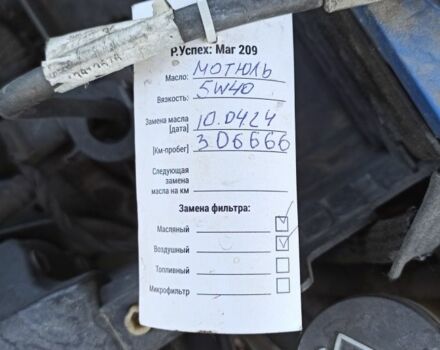 Р.Успех: Маг 209
Масло: МОТЮЛЬ
Вязкость: 5W40
Замена масла
[дата] 10.04.24
[Км-пробег] 306666
Следующая
замена
масла на км
Замена фильтра:
Масляный
Воздушный
Топливный
Микрофильтр